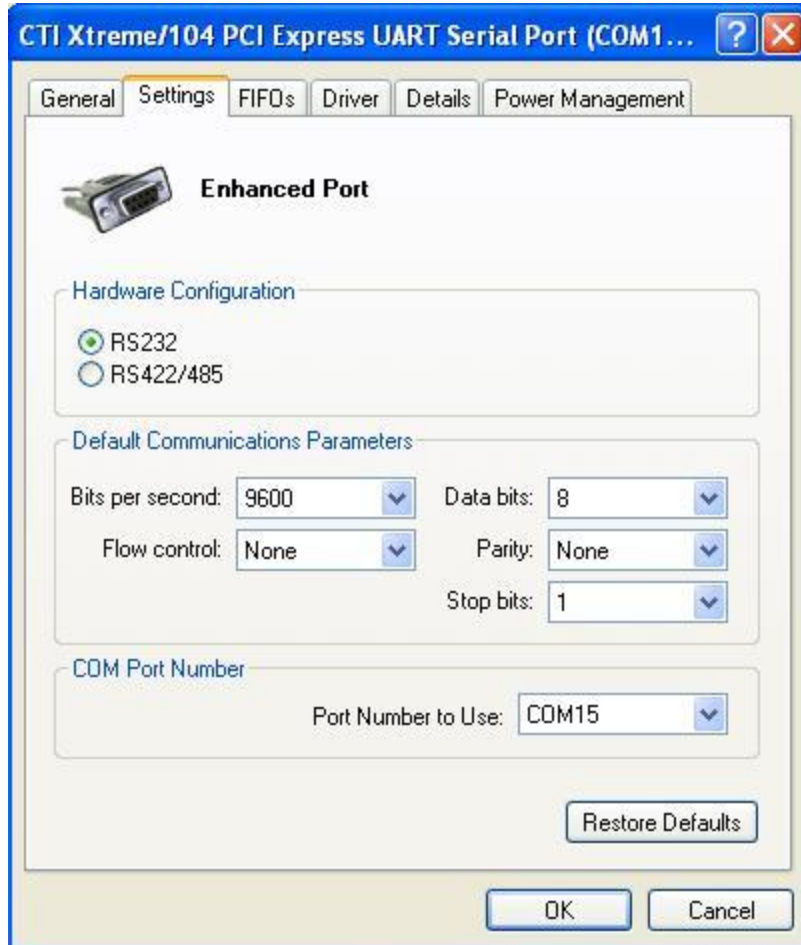 CTI Xtreme/104 PCI Express UART Serial Port (COM1...
General Settings FIFOs Driver Details Power Management
Enhanced Port
Hardware Configuration
RS232
RS422/485
Default Communications Parameters
Bits per second: 9600 Data bits: 8
Flow control: None Parity: None
Stop bits: 1
COM Port Number
Port Number to Use: COM15
Restore Defaults
OK Cancel